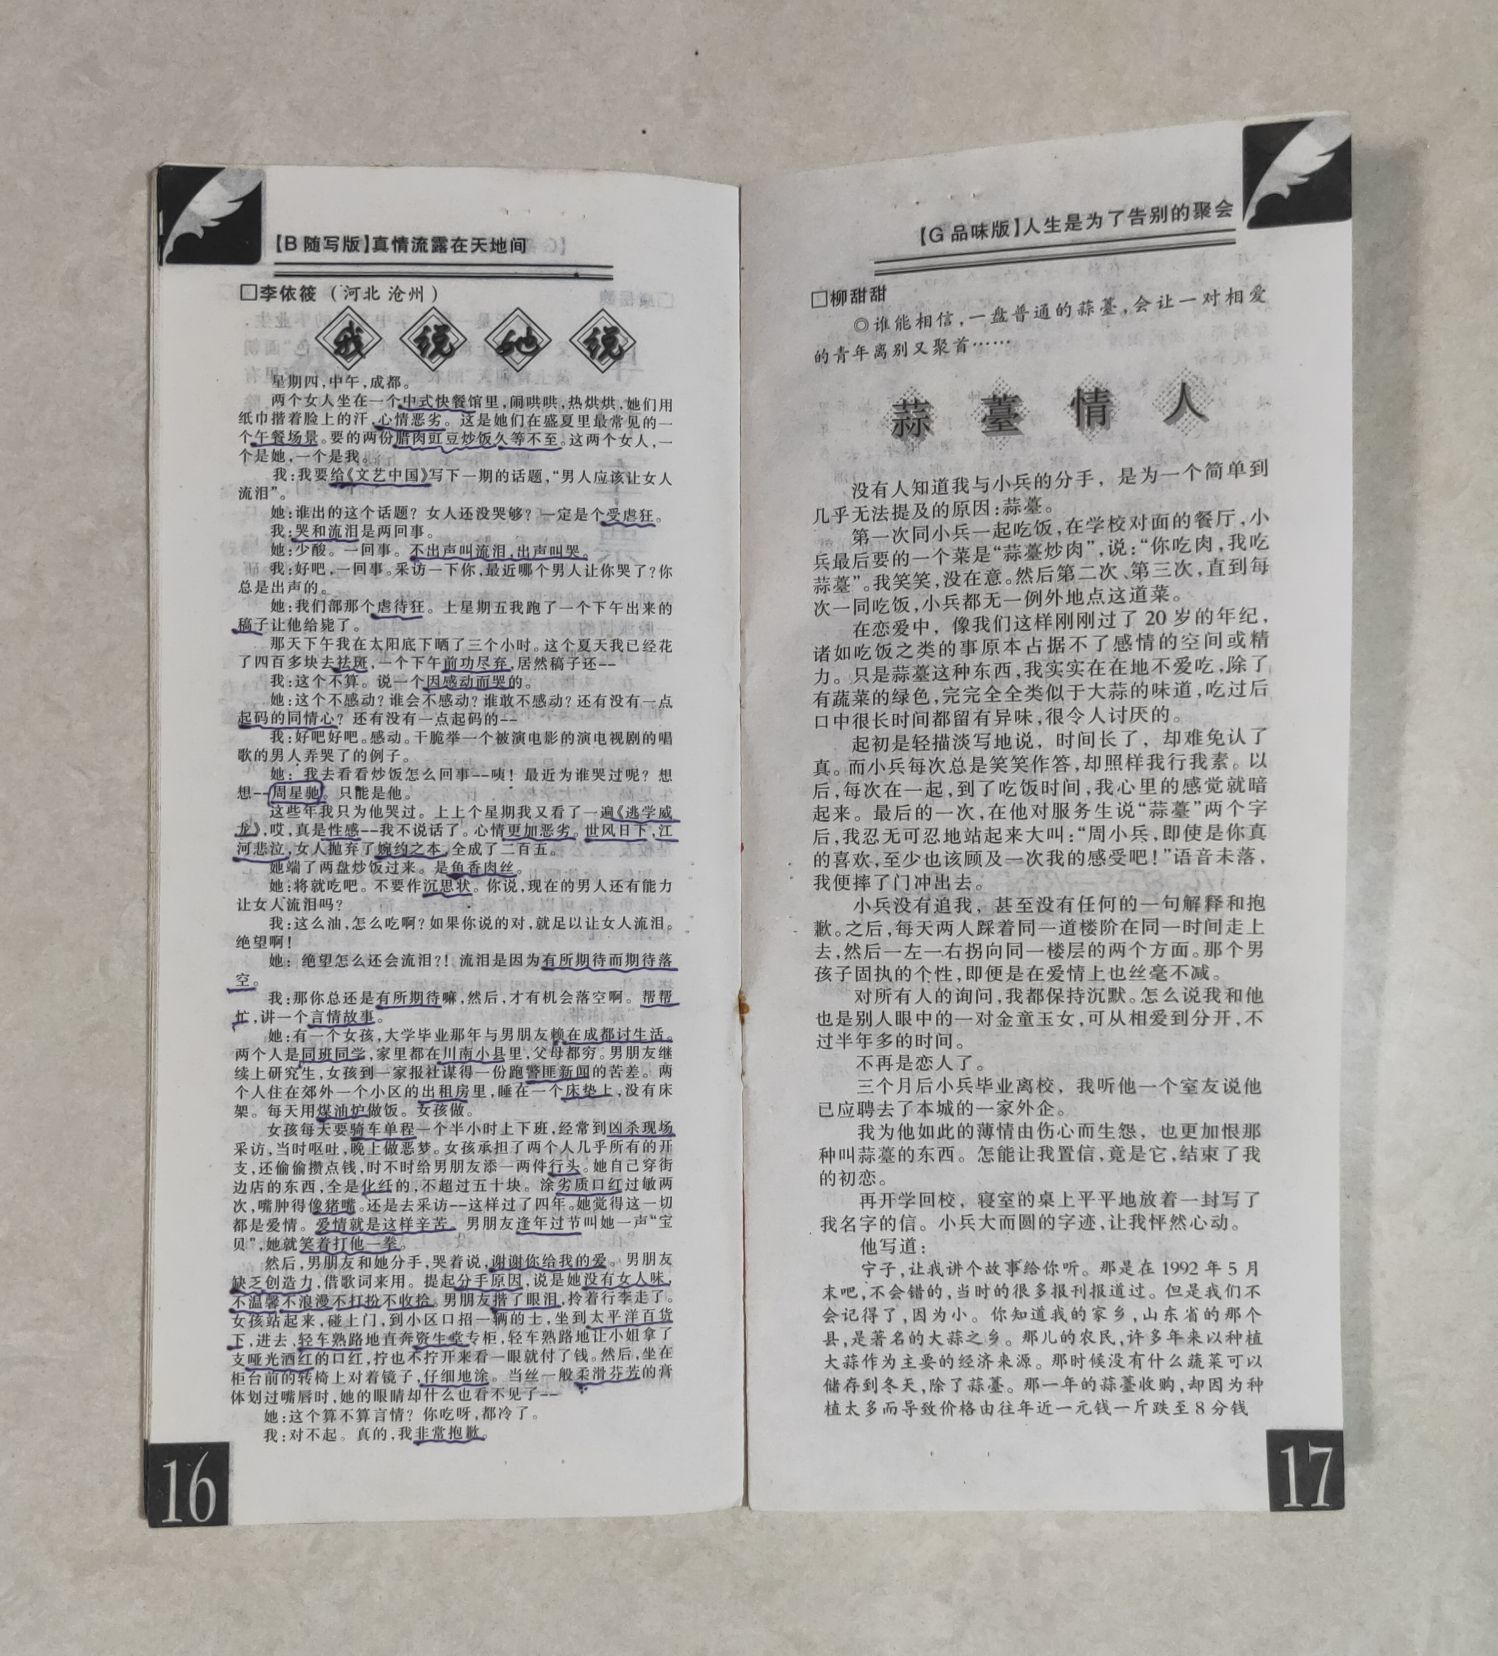 【B 随写版】真情流露在天地间
□李依筱（河北 沧州）
我说她说
星期四,中午,成都。
两个女人坐在一个中式快餐馆里,闹哄哄,热烘烘,她们用
纸巾揩着脸上的汗,心情恶劣。这是她们在盛夏里最常见的一
个午餐场景。要的两份腊肉豇豆炒饭久等不至。这两个女人,一
个是她,一个是我。
我:我要给《文艺中国》写下一期的话题,“男人应该让女人
流泪”。
她:谁出的这个话题？女人还没哭够？一定是个受虐狂。
我:哭和流泪是两回事。
她:少酸。一回事。不出声叫流泪,出声叫哭。
我:好吧,一回事。采访一下你,最近哪个男人让你哭了?你
总是出声的。
她:我们部那个虐待狂。上星期五我跑了一个下午出来的
稿子让他给毙了。
那天下午我在太阳底下晒了三个小时。这个夏天我已经花
了四百多块去祛斑,一个下午前功尽弃,居然稿子还--
我:这个不算。说一个因感动而哭的。
她:这个不感动?谁会不感动?谁敢不感动?还有没有一点
起码的同情心？还有没有一点起码的--
我:好吧好吧。感动。干脆举一个被演电影的演电视剧的唱
歌的男人弄哭了的例子。
她：我去看看炒饭怎么回事--咦！最近为谁哭过呢？想
想--周星驰。只能是他。
这些年我只为他哭过。上上个星期我又看了一遍《逃学威
龙》,哎,真是性感--我不说话了。心情更加恶劣。世风日下,江
河悲泣,女人抛弃了婉约之本,全成了二百五。
她端了两盘炒饭过来。是鱼香肉丝。
她:将就吃吧。不要作沉思状。你说,现在的男人还有能力
让女人流泪吗?
我:这么油,怎么吃啊?如果你说的对,就足以让女人流泪。
绝望啊!
她：绝望怎么还会流泪?！流泪是因为有所期待而期待落
空。
我:那你总还是有所期待嘛,然后,才有机会落空啊。帮帮
忙,讲一个言情故事。
她:有一个女孩,大学毕业那年与男朋友赖在成都讨生活。
两个人是同班同学,家里都在川南小县里,父母都穷。男朋友继
续上研究生,女孩到一家报社谋得一份跑警匪新闻的苦差。两
个人住在郊外一个小区的出租房里,睡在一个床垫上,没有床
架。每天用煤油炉做饭。女孩做。
女孩每天要骑车单程一个半小时上下班,经常到凶杀现场
采访,当时呕吐,晚上做恶梦。女孩承担了两个人几乎所有的开
支,还偷偷攒点钱,时不时给男朋友添一两件行头。她自己穿街
边店的东西,全是化纤的,不超过五十块。涂劣质口红过敏两
次,嘴肿得像猪嘴。还是去采访--这样过了四年。她觉得这一切
都是爱情。爱情就是这样辛苦。男朋友逢年过节叫她一声“宝
贝”,她就笑着打他一拳。
然后,男朋友和她分手,哭着说,谢谢你给我的爱。男朋友
缺乏创造力,借歌词来用。提起分手原因,说是她没有女人味,
不温馨不浪漫不打扮不收拾。男朋友揩了眼泪,拎着行李走了。
女孩站起来,碰上门,到小区口招一辆的士,坐到太平洋百货
下,进去,轻车熟路地直奔资生堂专柜,轻车熟路地让小姐拿了
支哑光酒红的口红,拧也不拧开来看一眼就付了钱。然后,坐在
柜台前的转椅上对着镜子,仔细地涂。当丝一般柔滑芬芳的膏
体划过嘴唇时,她的眼睛却什么也看不见了--
她:这个算不算言情？你吃呀,都冷了。
我:对不起。真的,我非常抱歉。
16
【G 品味版】人生是为了告别的聚会
□柳甜甜
◎谁能相信,一盘普通的蒜薹,会让一对相爱
的青年离别又聚首……
蒜薹情人
没有人知道我与小兵的分手，是为一个简单到
几乎无法提及的原因:蒜薹。
第一次同小兵一起吃饭,在学校对面的餐厅,小
兵最后要的一个菜是“蒜薹炒肉”,说:“你吃肉,我吃
蒜薹”。我笑笑,没在意。然后第二次、第三次,直到每
次一同吃饭,小兵都无一例外地点这道菜。
在恋爱中，像我们这样刚刚过了 20 岁的年纪,
诸如吃饭之类的事原本占据不了感情的空间或精
力。只是蒜薹这种东西,我实实在在地不爱吃,除了
有蔬菜的绿色,完完全全类似于大蒜的味道,吃过后
口中很长时间都留有异味,很令人讨厌的。
起初是轻描淡写地说，时间长了，却难免认了
真。而小兵每次总是笑笑作答,却照样我行我素。以
后,每次在一起,到了吃饭时间,我心里的感觉就暗
起来。最后的一次,在他对服务生说“蒜薹”两个字
后,我忍无可忍地站起来大叫:“周小兵,即使是你真
的喜欢,至少也该顾及一次我的感受吧！”语音未落,
我便摔了门冲出去。
小兵没有追我，甚至没有任何的一句解释和抱
歉。之后,每天两人踩着同一道楼阶在同一时间走上
去,然后一左一右拐向同一楼层的两个方面。那个男
孩子固执的个性,即便是在爱情上也丝毫不减。
对所有人的询问,我都保持沉默。怎么说我和他
也是别人眼中的一对金童玉女,可从相爱到分开,不
过半年多的时间。
不再是恋人了。
三个月后小兵毕业离校，我听他一个室友说他
已应聘去了本城的一家外企。
我为他如此的薄情由伤心而生怨，也更加恨那
种叫蒜薹的东西。怎能让我置信,竟是它,结束了我
的初恋。
再开学回校，寝室的桌上平平地放着一封写了
我名字的信。小兵大而圆的字迹,让我怦然心动。
他写道：
宁子,让我讲个故事给你听。那是在 1992 年 5 月
末吧,不会错的,当时的很多报刊报道过。但是我们不
会记得了,因为小。你知道我的家乡,山东省的那个
县,是著名的大蒜之乡。那儿的农民,许多年来以种植
大蒜作为主要的经济来源。那时候没有什么蔬菜可以
储存到冬天,除了蒜薹。那一年的蒜薹收购,却因为种
植太多而导致价格由往年近一元钱一斤跌至 8 分钱
17